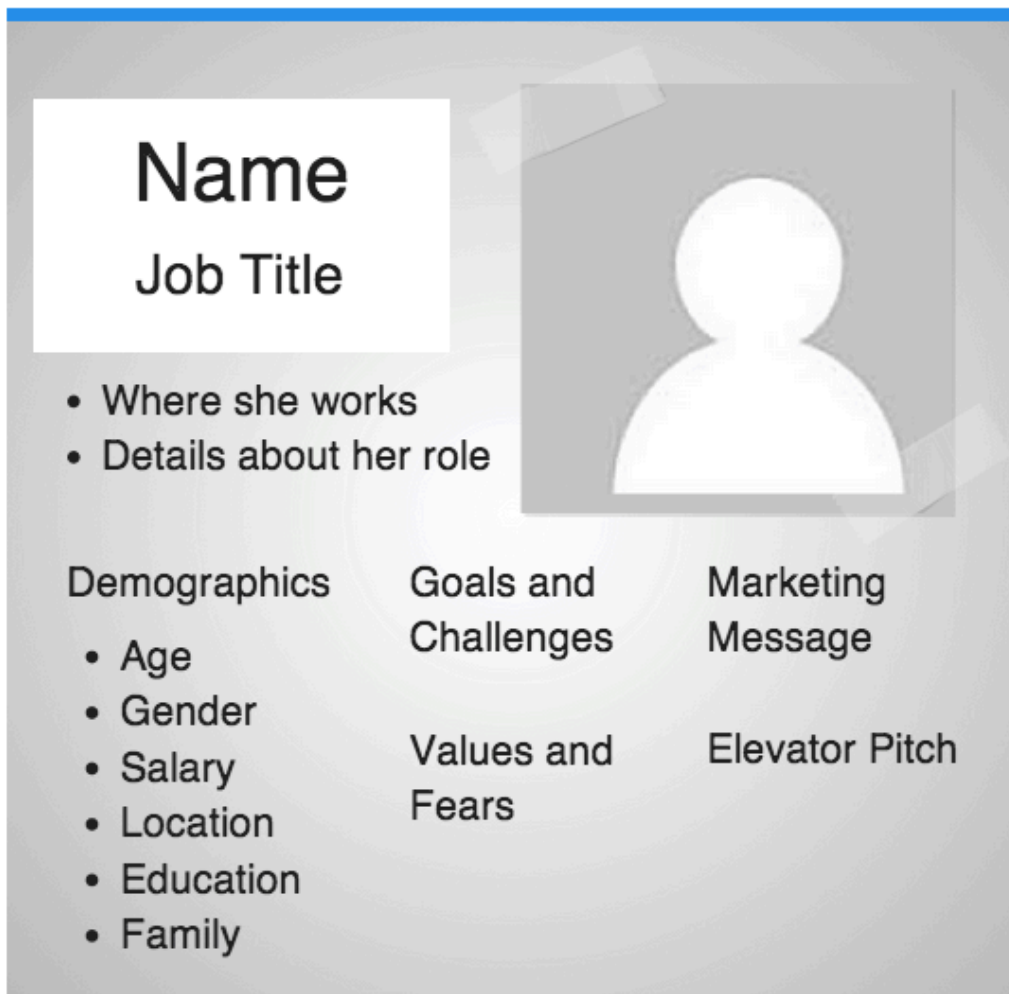 Name
Job Title
• Where she works
• Details about her role
Demographics
• Age
• Gender
• Salary
• Location
• Education
• Family
Goals and
Challenges
Values and
Fears
Marketing
Message
Elevator Pitch